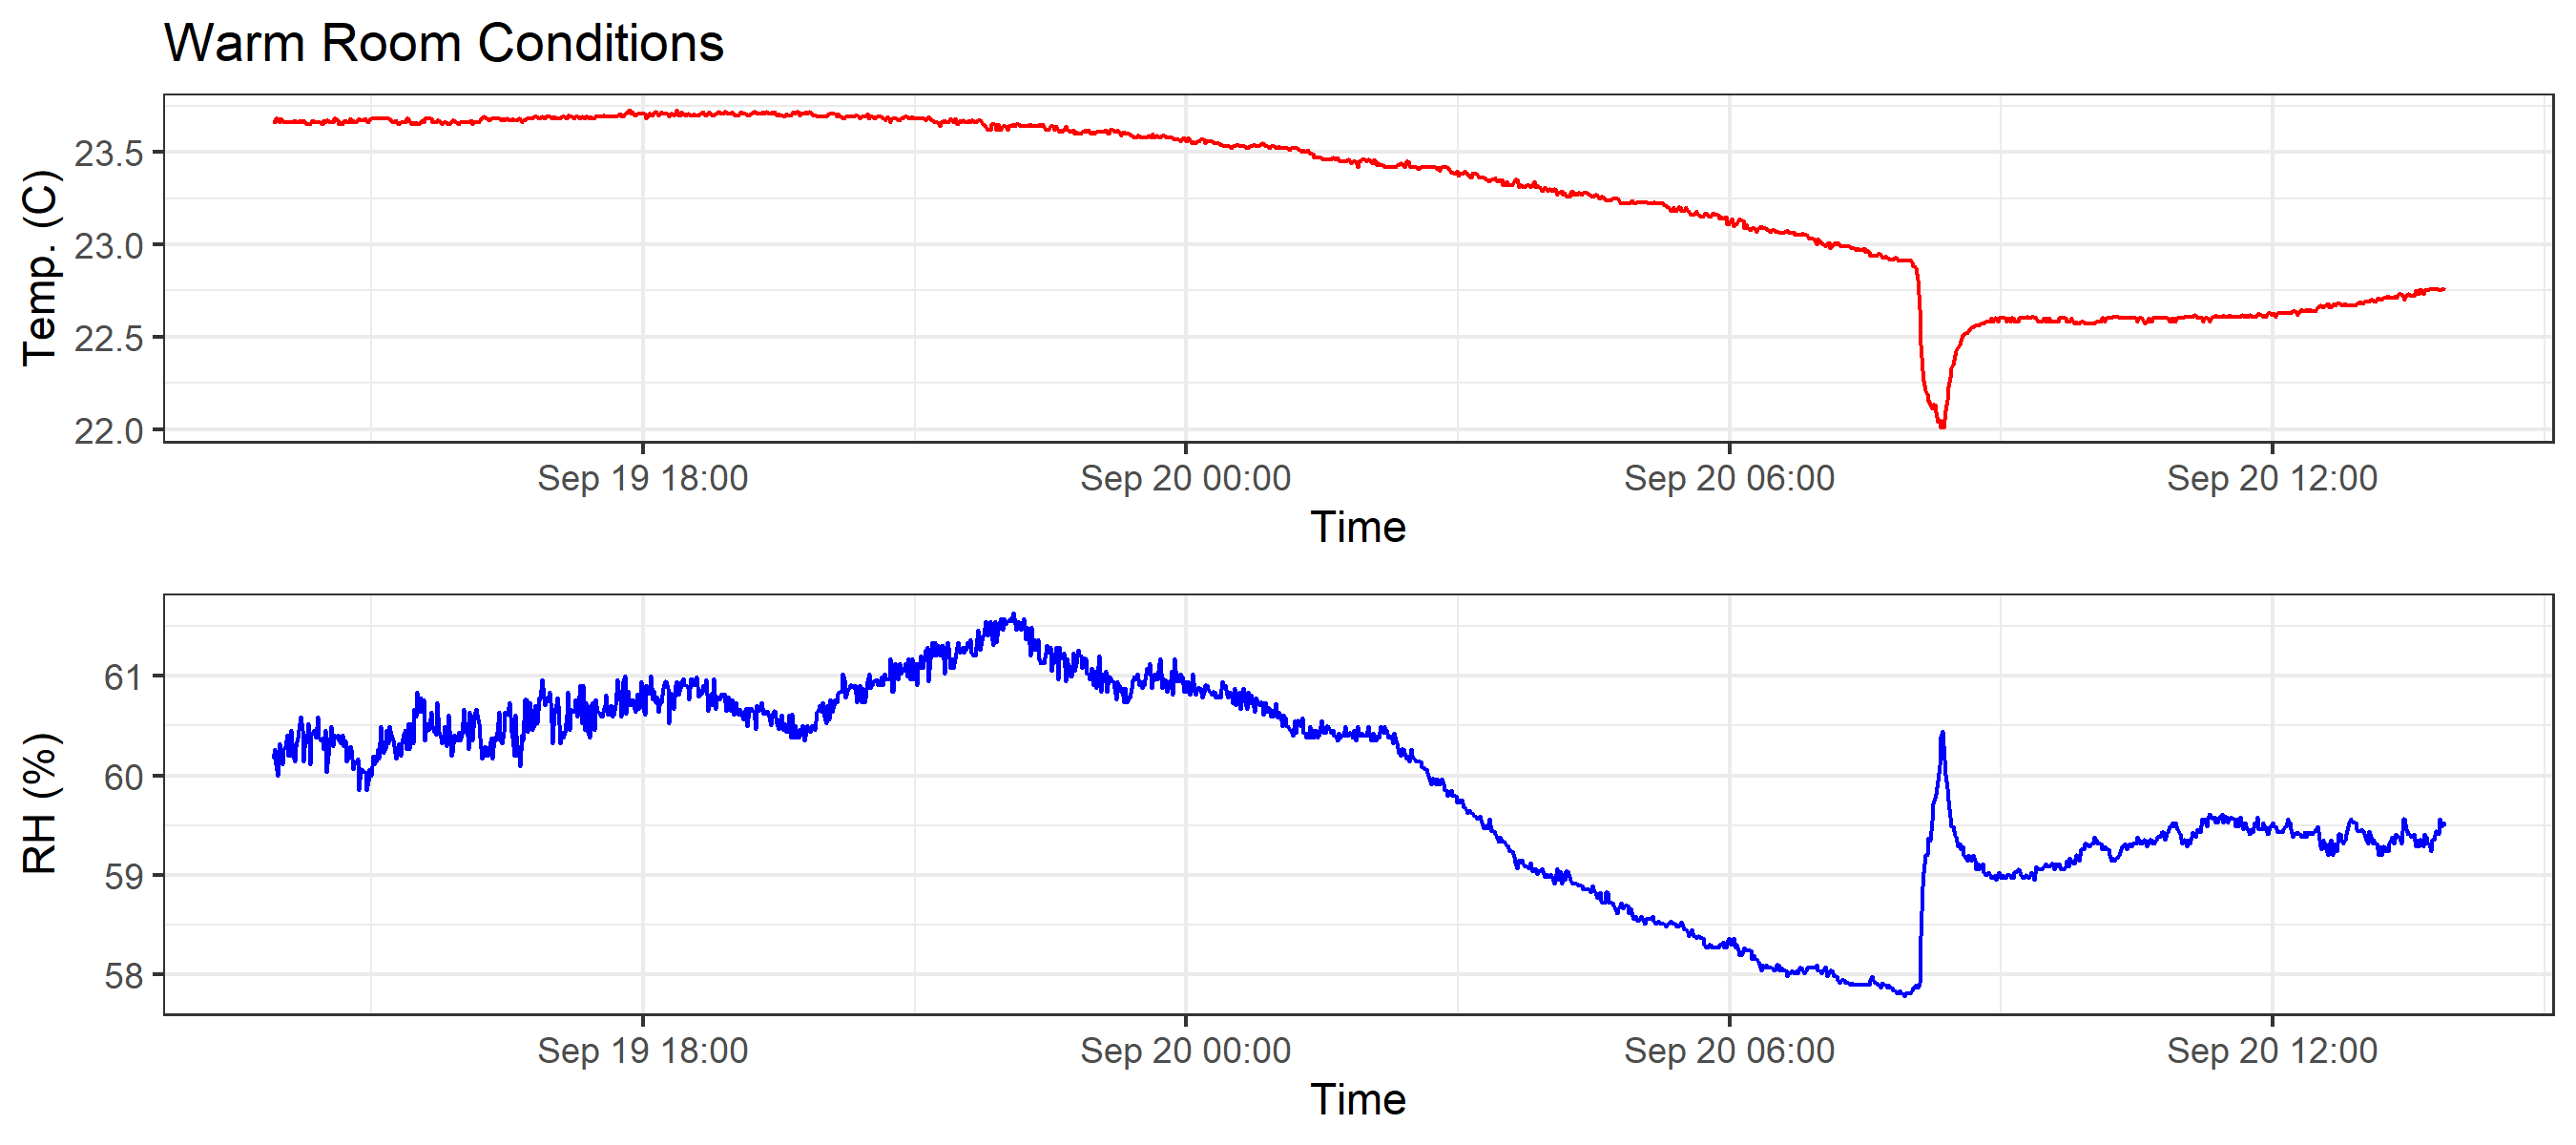 Warm Room Conditions
Temp. (C)
23.5
23.0
22.5
22.0
Sep 19 18:00 Sep 20 00:00 Sep 20 06:00 Sep 20 12:00
Time
RH (%)
61
60
59
58
Sep 19 18:00 Sep 20 00:00 Sep 20 06:00 Sep 20 12:00
Time